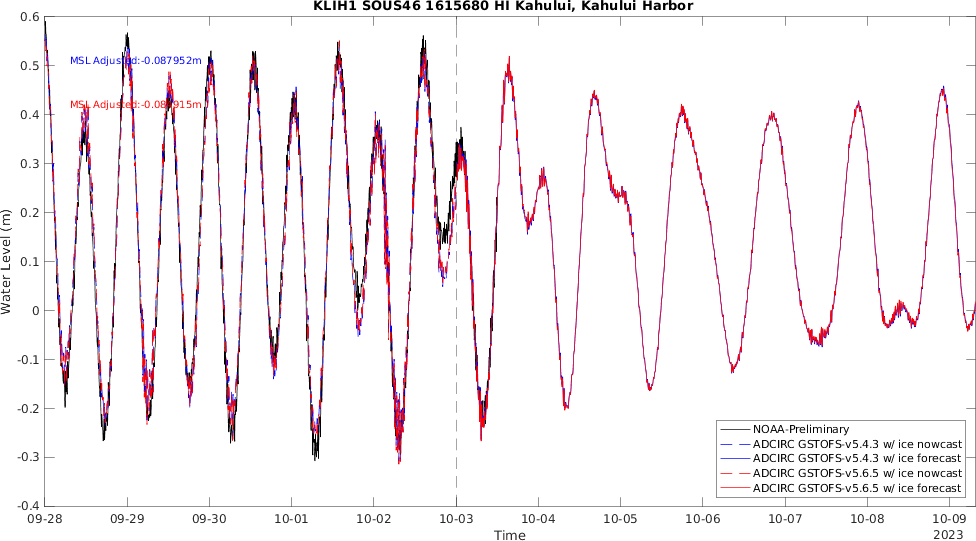 KLIH1 SOUS46 1615680 HI Kahului, Kahului Harbor
0.6
0.5
0.4
0.3
0.2
0.1
0
-0.1
-0.2
-0.3
-0.4
Water Level (m)
MSL Adjusted:-0.087952m
MSL Adjusted:-0.087915m
NOAA-Preliminary
ADCIRC GSTOFS-v5.4.3 w/ ice nowcast
ADCIRC GSTOFS-v5.4.3 w/ ice forecast
ADCIRC GSTOFS-v5.6.5 w/ ice nowcast
ADCIRC GSTOFS-v5.6.5 w/ ice forecast
09-28 09-29 09-30 10-01 10-02 10-03 10-04 10-05 10-06 10-07 10-08 10-09
Time
2023